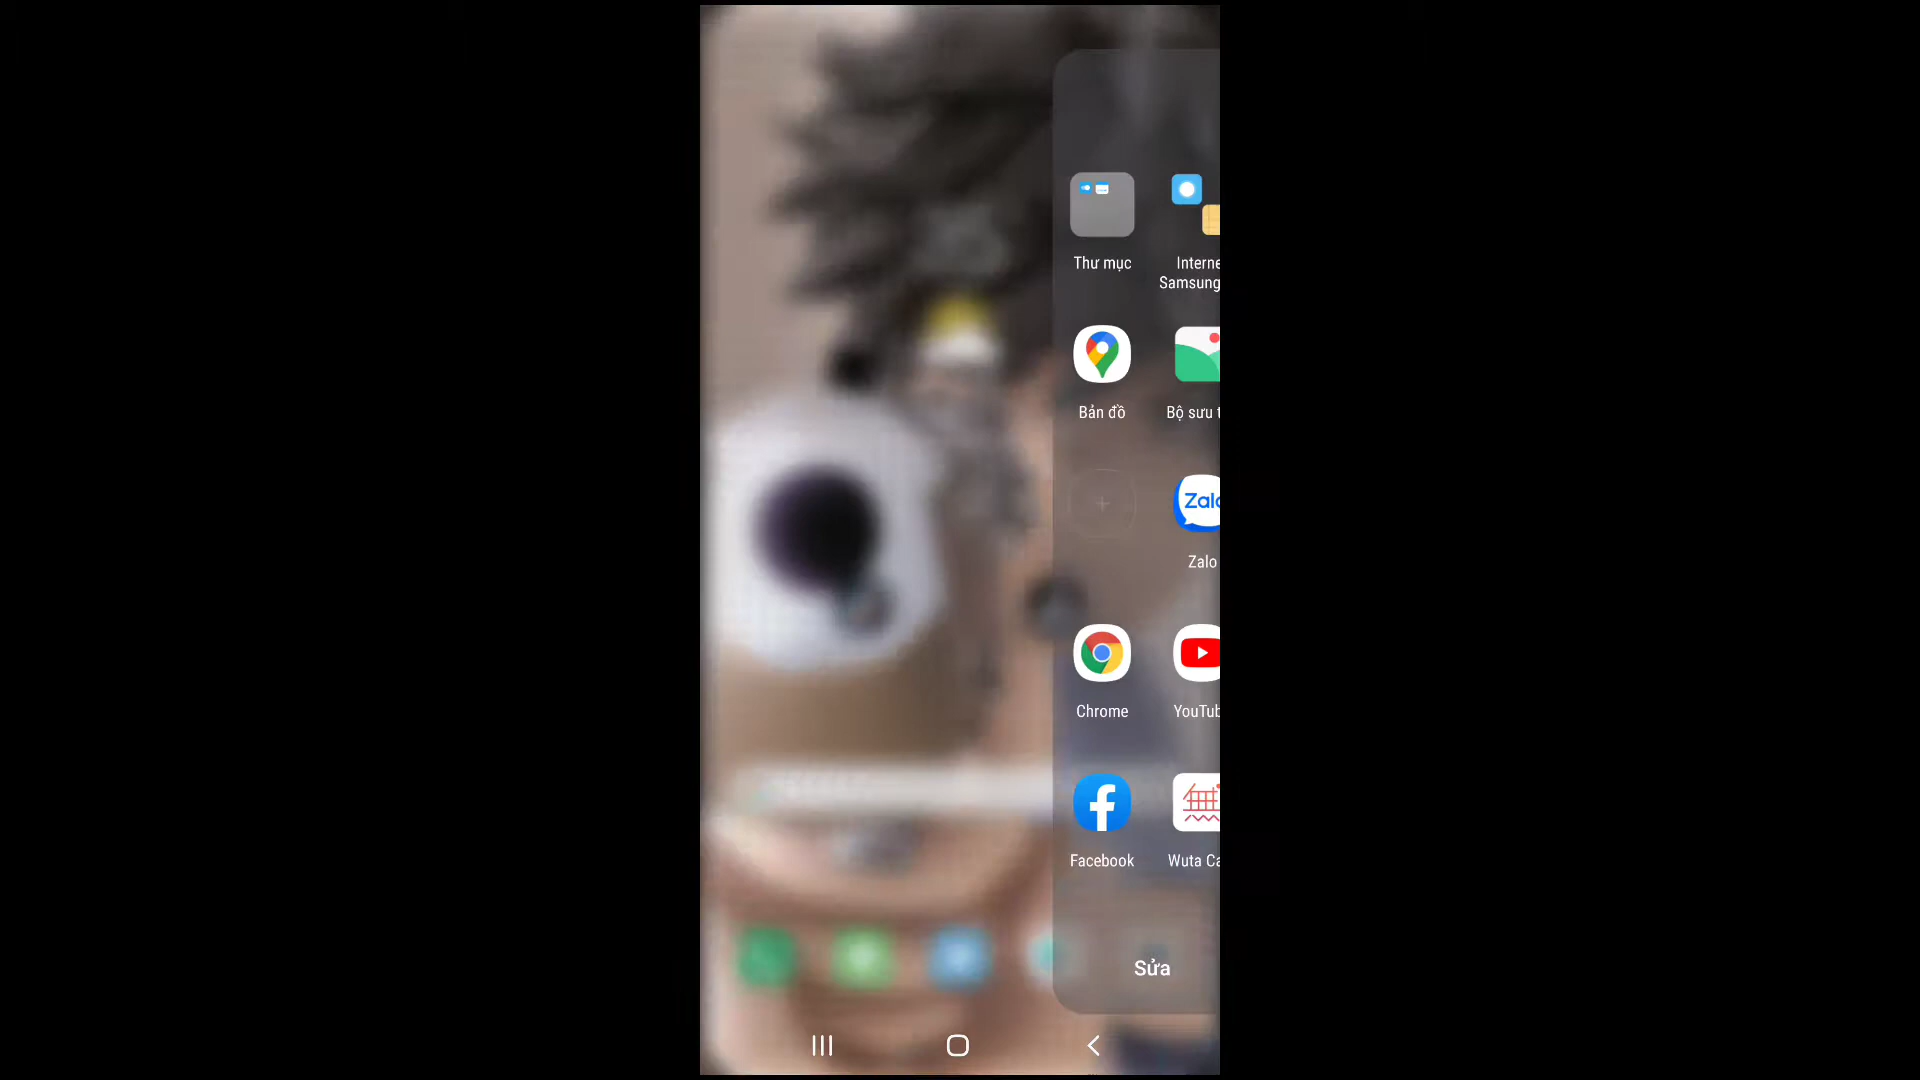 Thư mục
Interne
Samsung
Bản đồ
Bộ sưu t
Zalo
Zalo
Chrome
YouTub
Facebook
Wuta Ca
Sửa